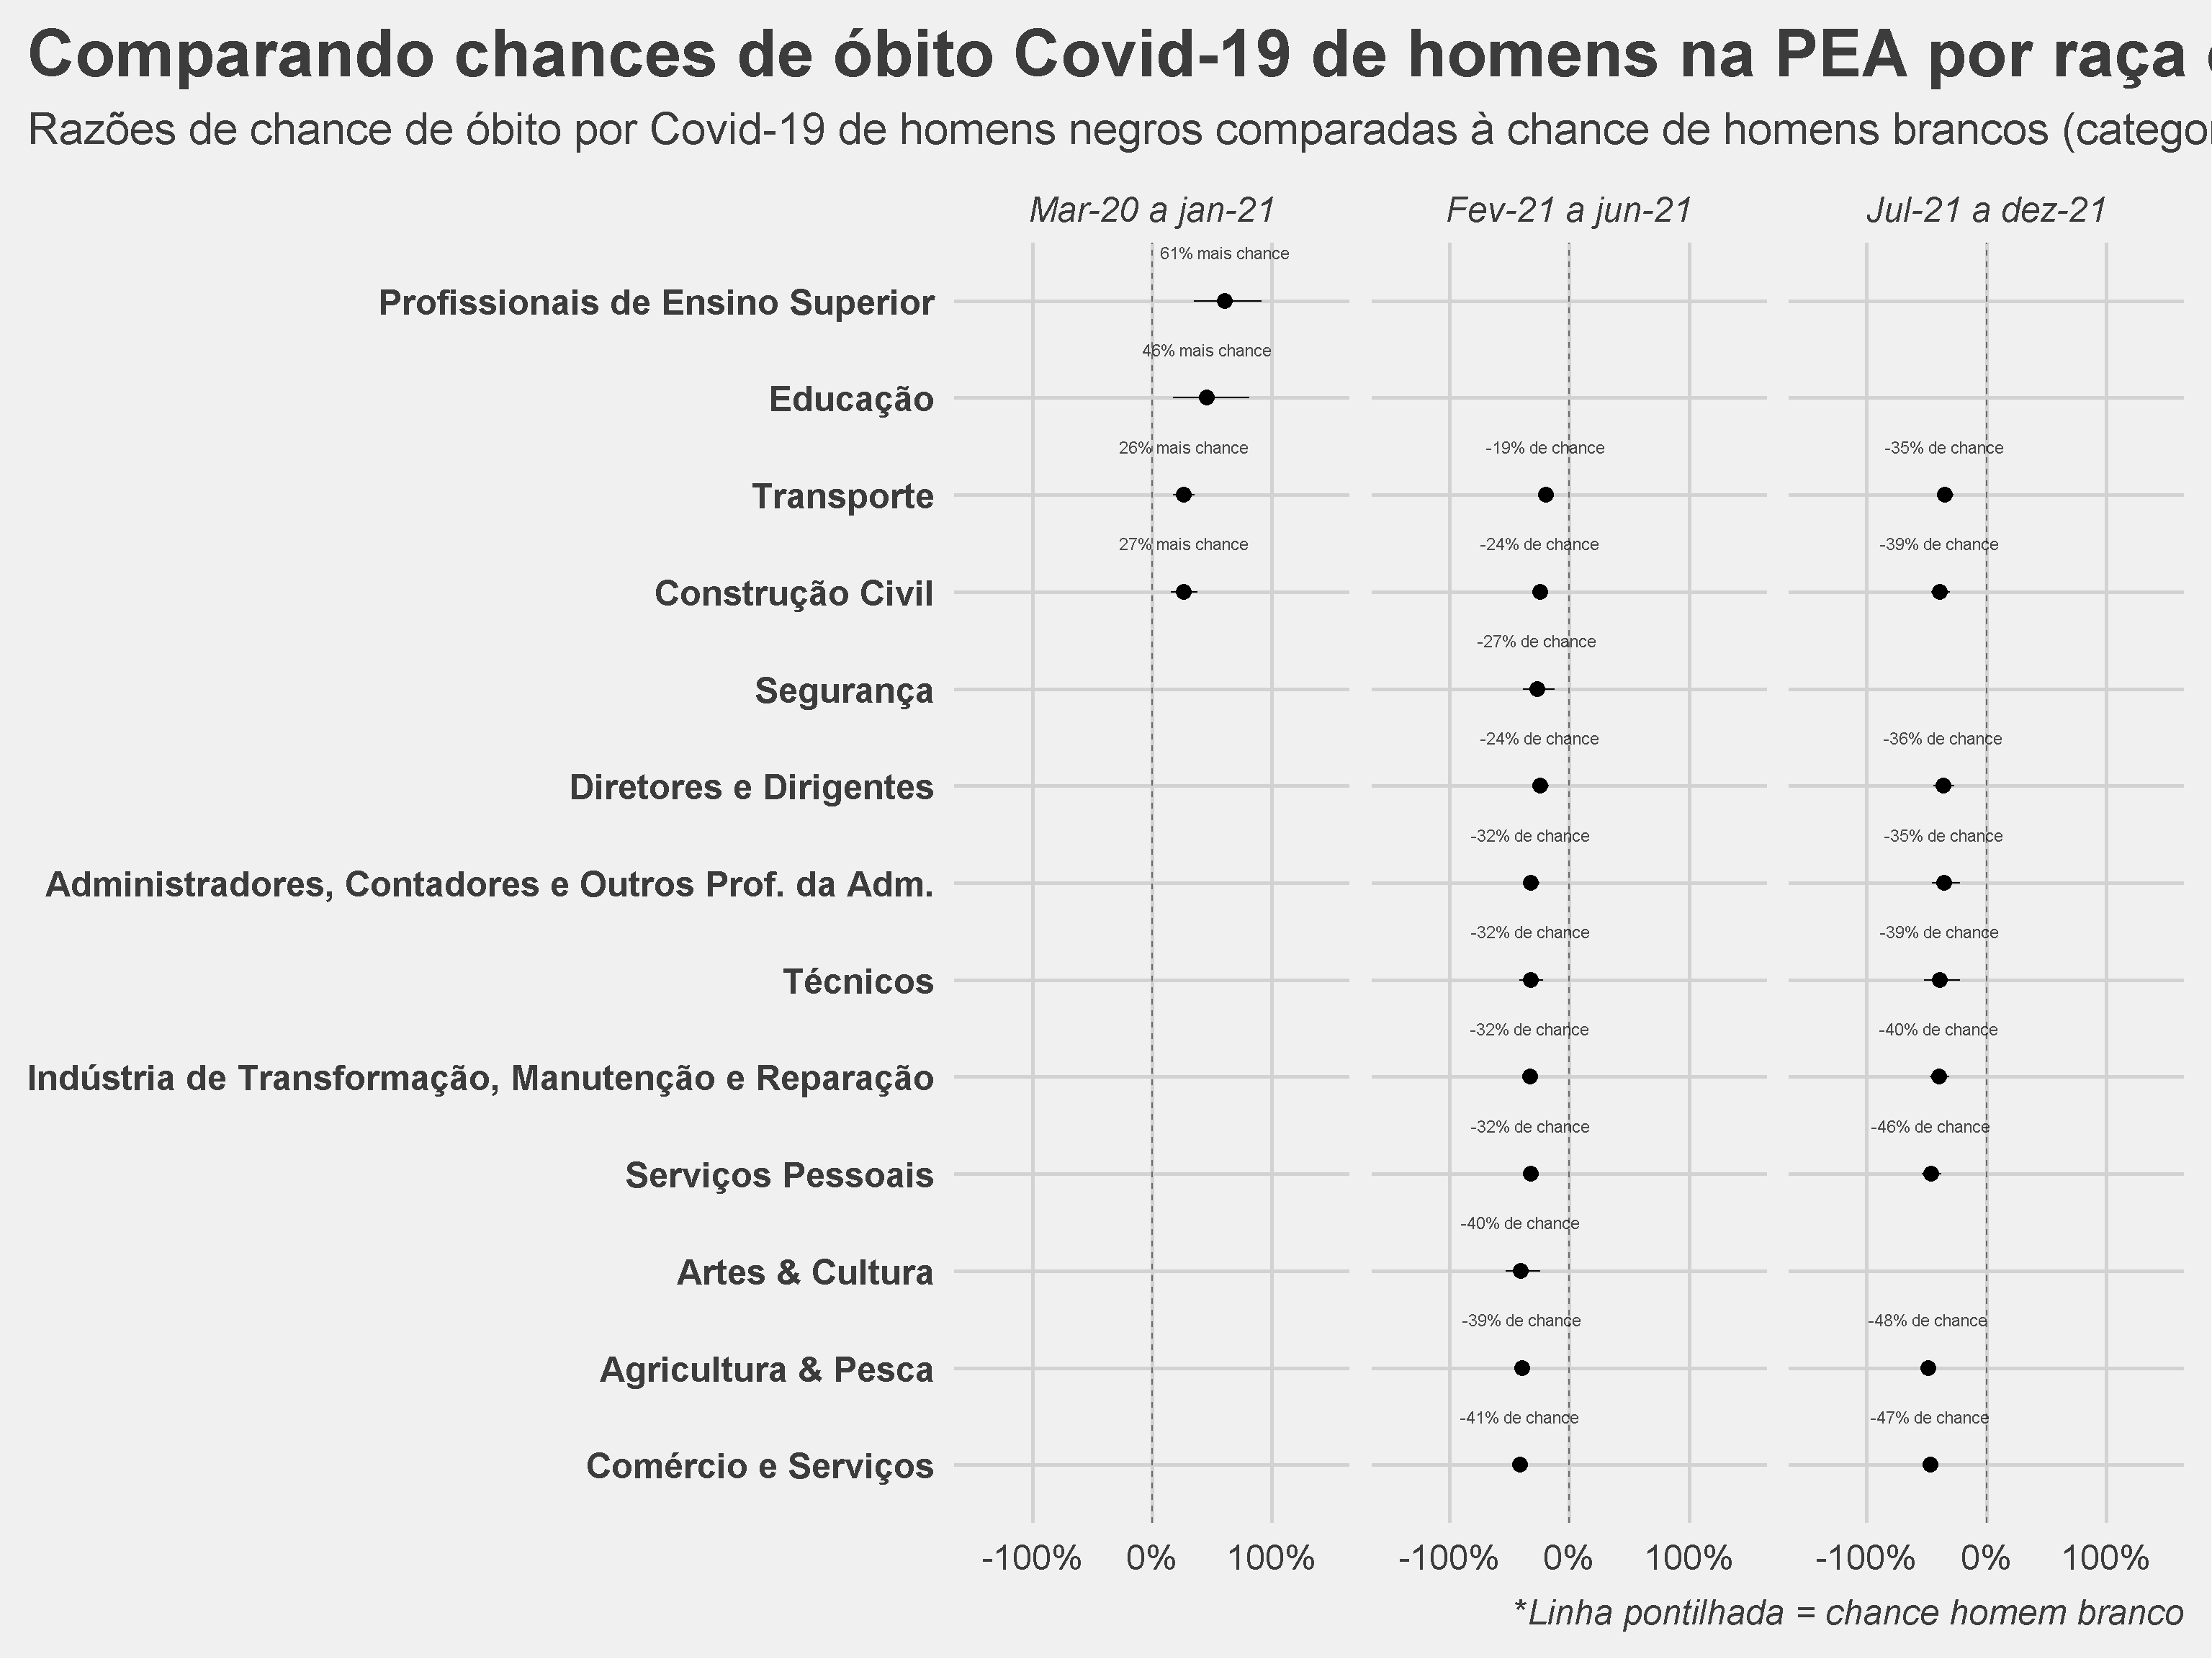 Comparando chances de óbito Covid-19 de homens na PEA por raça
Razões de chance de óbito por Covid-19 de homens negros comparadas à chance de homens brancos
Mar-20 a jan-21 Fev-21 a jun-21 Jul-21 a dez-21
61% mais chance
Profissionais de Ensino Superior
46% mais chance
Educação
26% mais chance -19% de chance -35% de chance
Transporte
27% mais chance -24% de chance -39% de chance
Construção Civil
-27% de chance
Segurança
-24% de chance -36% de chance
Diretores e Dirigentes
-32% de chance -35% de chance
Administradores, Contadores e Outros Prof. da Adm.
-32% de chance -39% de chance
Técnicos
-32% de chance -40% de chance
Indústria de Transformação, Manutenção e Reparação
-32% de chance -46% de chance
Serviços Pessoais
-40% de chance
Artes & Cultura
-39% de chance -48% de chance
Agricultura & Pesca
-41% de chance -47% de chance
Comércio e Serviços
-100% 0% 100% -100% 0% 100% -100% 0% 100%
*Linha pontilhada = chance homem branco